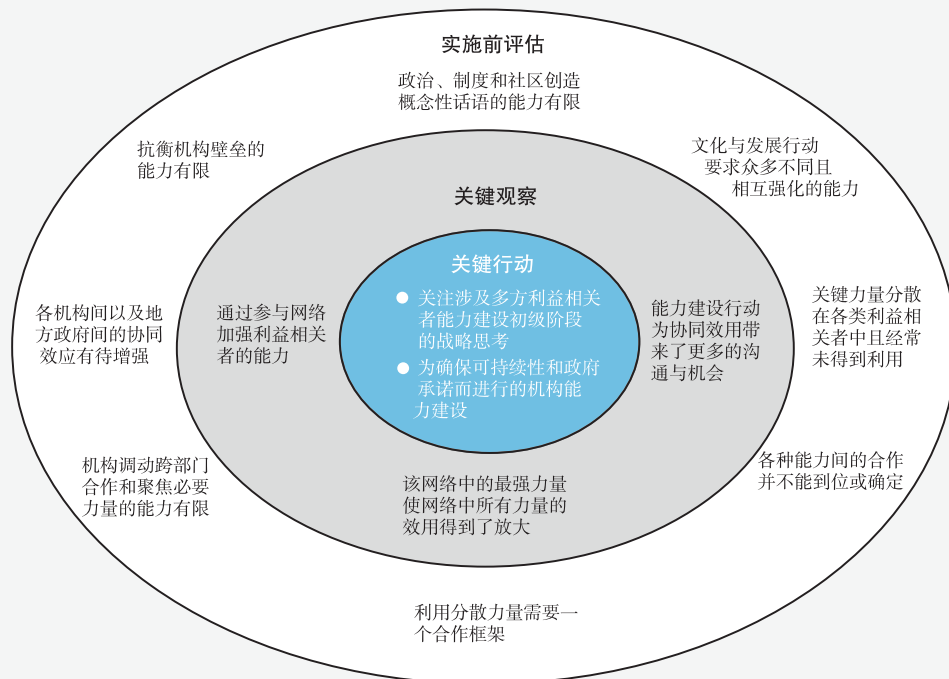 实施前评估
政治、制度和社区创造
概念性话语的能力有限
抗衡机构壁垒的
能力有限
文化与发展行动
要求众多不同且
相互强化的能力
关键观察
关键行动
● 关注涉及多方利益相关
者能力建设初级阶段
的战略思考
● 为确保可持续性和政府
承诺而进行的机构能
力建设
各机构间以及地
方政府间的协同
效应有待增强
通过参与网络
加强利益相关
者的能力
能力建设行动
为协同效用带
来了更多的沟
通与机会
关键力量分散
在各类利益相
关者中且经常
未得到利用
机构调动跨部门
合作和聚焦必要
力量的能力有限
该网络中的最强力量
使网络中所有力量的
效用得到了放大
各种能力间的合作
并不能到位或确定
利用分散力量需要一
个合作框架